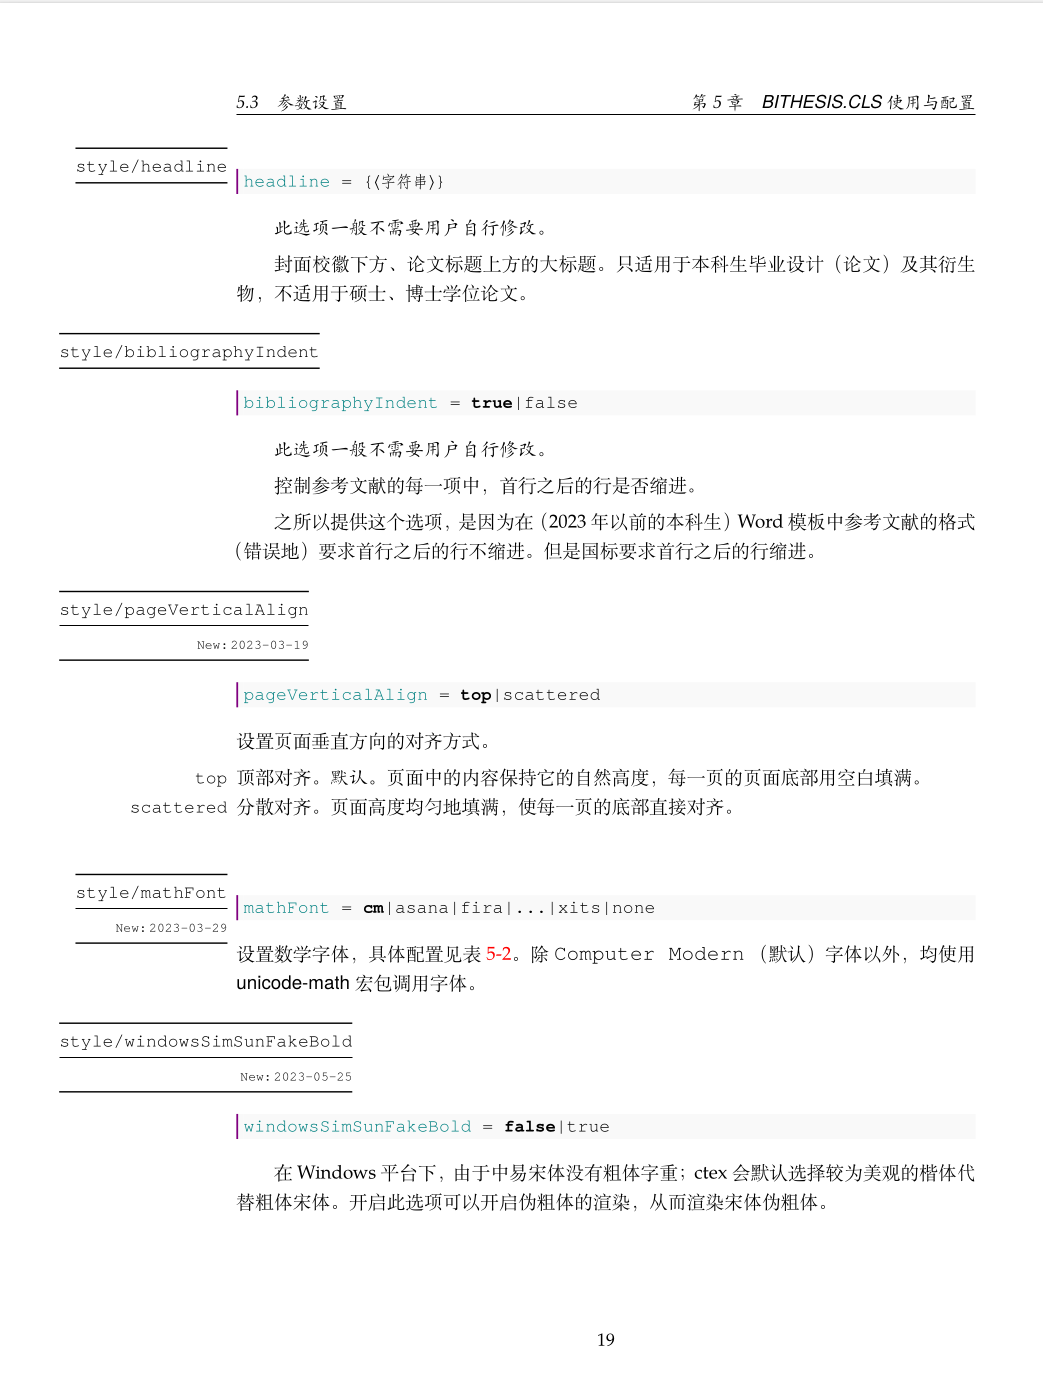 5.3 参数设置 第 5 章 BITHESIS.CLS 使用与配置
style/headline
headline = {⟨字符串⟩}
此选项一般不需要用户自行修改。
封面校徽下方、论文标题上方的大标题。只适用于本科生毕业设计（论文）及其衍生
物，不适用于硕士、博士学位论文。
style/bibliographyIndent
bibliographyIndent = true|false
此选项一般不需要用户自行修改。
控制参考文献的每一项中，首行之后的行是否缩进。
之所以提供这个选项，是因为在（2023 年以前的本科生）Word 模板中参考文献的格式
（错误地）要求首行之后的行不缩进。但是国标要求首行之后的行缩进。
style/pageVerticalAlign
New: 2023-03-19
pageVerticalAlign = top|scattered
设置页面垂直方向的对齐方式。
top 顶部对齐。默认。页面中的内容保持它的自然高度，每一页的页面底部用空白填满。
scattered 分散对齐。页面高度均匀地填满，使每一页的底部直接对齐。
style/mathFont
New: 2023-03-29
mathFont = cm|asana|fira|...|xits|none
设置数学字体，具体配置见表 5-2。除 Computer Modern （默认）字体以外，均使用
unicode-math 宏包调用字体。
style/windowsSimSunFakeBold
New: 2023-05-25
windowsSimSunFakeBold = false|true
在 Windows 平台下，由于中易宋体没有粗体字重；ctex 会默认选择较为美观的楷体代
替粗体宋体。开启此选项可以开启伪粗体的渲染，从而渲染宋体伪粗体。
19